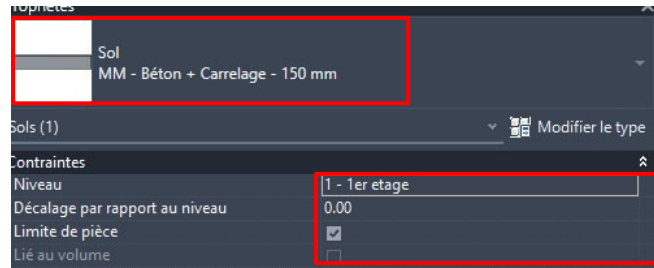 Propriétés
Sol
MM - Béton + Carrelage - 150 mm
Sols (1)
Modifier le type
Contraintes
Niveau 1 - 1er etage
Décalage par rapport au niveau 0.00
Limite de pièce
Lié au volume